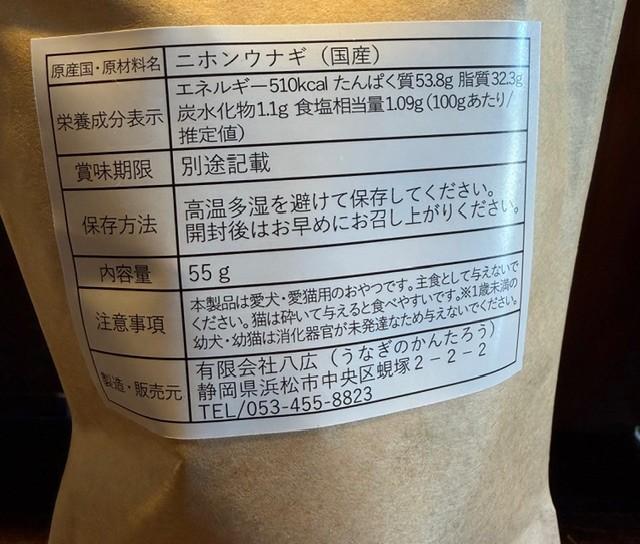 原産国・原材料名 ニホンウナギ（国産）
栄養成分表示 エネルギー510kcal たんぱく質53.8g 脂質32.3g
炭水化物1.1g 食塩相当量1.09g（100gあたり/
推定値）
賞味期限 別途記載
保存方法 高温多湿を避けて保存してください。
開封後はお早めにお召し上がりください。
内容量 55g
注意事項 本製品は愛犬・愛猫用のおやつです。主食として与えないで
ください。猫は砕いて与えると食べやすいです。※1歳未満の
幼犬・幼猫は消化器官が未発達なため与えないでください。
製造・販売元 有限会社八広（うなぎのかんたろう）
静岡県浜松市中央区蜆塚2-2-2
TEL/053-455-8823